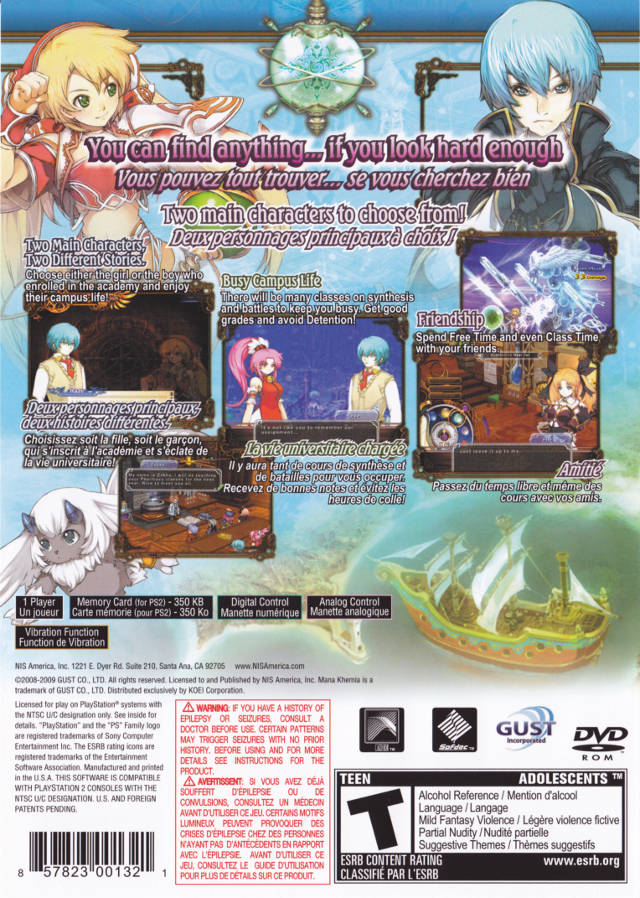 You can find anything... if you look hard enough
Vous pouvez tout trouver... se vous cherchez bien
Two main characters to choose from!
Deux personnages principaux à choix!
Two Main Characters,
Two Different Stories.
Choose either the girl or the boy who
enrolled in the academy and enjoy
their campus life!
Busy Campus Life
There will be many classes on synthesis
and battles to keep you busy. Get good
grades and avoid Detention!
Friendship
Spend Free Time and even Class Time
with your friends.
Deux personnages principaux,
deux histoires différentes.
Choisissez soit la fille, soit le garçon,
qui s'inscrit à l'académie et s'éclate de
la vie universitaire!
It's not like you to remember our
assignment...
La vie universitaire chargée
Il y aura tant de cours de synthèse et
de batailles pour vous occuper.
Recevez de bonnes notes et évitez les
heures de colle!
Just leave it up to me.
Amitié
Passez du temps libre et même des
cours avec vos amis.
1 Player
Un joueur
Memory Card (for PS2) - 350 KB
Carte mémorie (pour PS2) - 350 Ko
Digital Control
Manette numérique
Analog Control
Manette analogique
Vibration Function
Function de Vibration
NIS America, Inc. 1221 E. Dyer Rd. Suite 210, Santa Ana, CA 92705 www.NISAmerica.com
©2008-2009 GUST CO., LTD. All rights reserved. Licensed to and Published by NIS America, Inc. Mana Khemia is a
trademark of GUST CO., LTD. Distributed exclusively by KOEI Corporation.
Licensed for play on PlayStation® systems with
the NTSC U/C designation only. See inside for
details. "PlayStation" and the "PS" Family logo
are registered trademarks of Sony Computer
Entertainment Inc. The ESRB rating icons are
registered trademarks of the Entertainment
Software Association. Manufactured and printed
in the U.S.A. THIS SOFTWARE IS COMPATIBLE
WITH PLAYSTATION 2 CONSOLES WITH THE
NTSC U/C DESIGNATION. U.S. AND FOREIGN
PATENTS PENDING.
WARNING: IF YOU HAVE A HISTORY OF
EPILEPSY OR SEIZURES, CONSULT A
DOCTOR BEFORE USE. CERTAIN PATTERNS
MAY TRIGGER SEIZURES WITH NO PRIOR
HISTORY. BEFORE USING AND FOR MORE
DETAILS SEE INSTRUCTIONS FOR THE
PRODUCT.
AVERTISSEMENT: SI VOUS AVEZ DÉJÀ
SOUFFERT D'ÉPILEPSIE OU DE
CONVULSIONS, CONSULTEZ UN MÉDECIN
AVANT D'UTILISER CE JEU. CERTAINS MOTIFS
LUMINEUX PEUVENT PROVOQUER DES
CRISES D'ÉPILEPSIE CHEZ DES PERSONNES
N'AYANT PAS D'ANTÉCÉDENTS EN RAPPORT
AVEC L'ÉPILEPSIE. AVANT D'UTILISER CE
JEU, CONSULTEZ LE GUIDE D'UTILISATION
POUR PLUS DE DÉTAILS SUR CE PRODUIT.
Sofdec™
GUST
Incorporated
DVD
ROM
TEEN ADOLESCENTS ™
T
Alcohol Reference / Mention d'alcool
Language / Langage
Mild Fantasy Violence / Légère violence fictive
Partial Nudity / Nudité partielle
Suggestive Themes / Thèmes suggestifs
ESRB CONTENT RATING www.esrb.org
CLASSIFIÉ PAR L'ESRB
8 57823 00132 1